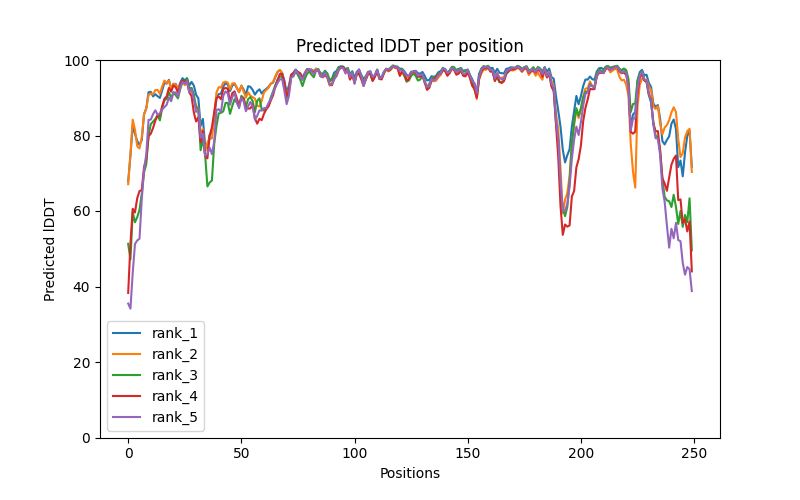 Predicted lDDT per position
Predicted lDDT
100
80
60
40
20
0
rank_1
rank_2
rank_3
rank_4
rank_5
0 50 100 150 200 250
Positions